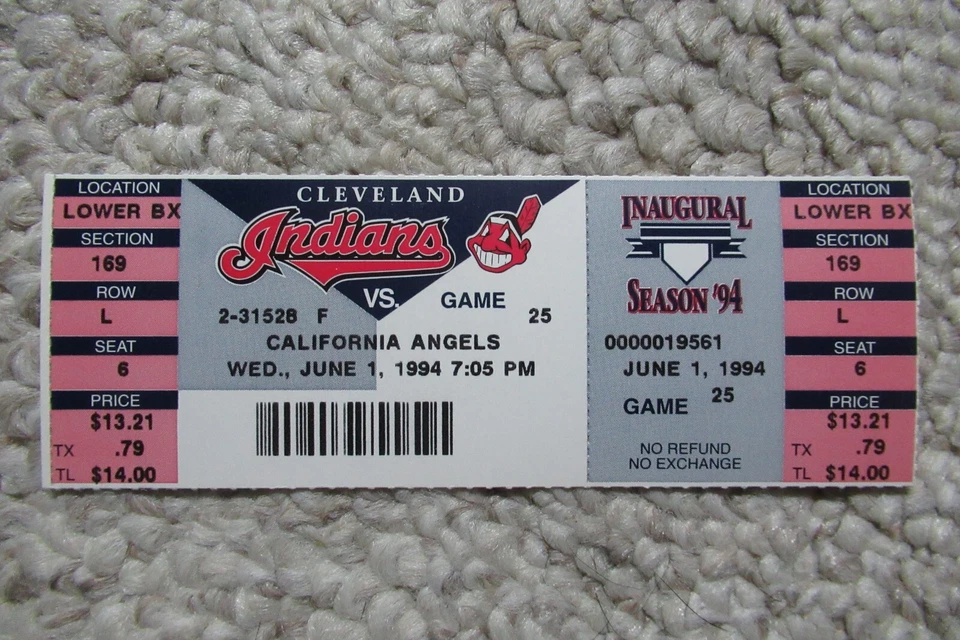 LOCATION
LOWER BX
SECTION
169
ROW
L
SEAT
6
PRICE
$13.21
TX .79
TL $14.00
CLEVELAND
Indians
VS. GAME 25
2-31528 F
CALIFORNIA ANGELS
WED., JUNE 1, 1994 7:05 PM
INAUGURAL
SEASON '94
0000019561
JUNE 1, 1994
GAME 25
NO REFUND
NO EXCHANGE
LOCATION
LOWER BX
SECTION
169
ROW
L
SEAT
6
PRICE
$13.21
TX .79
TL $14.00